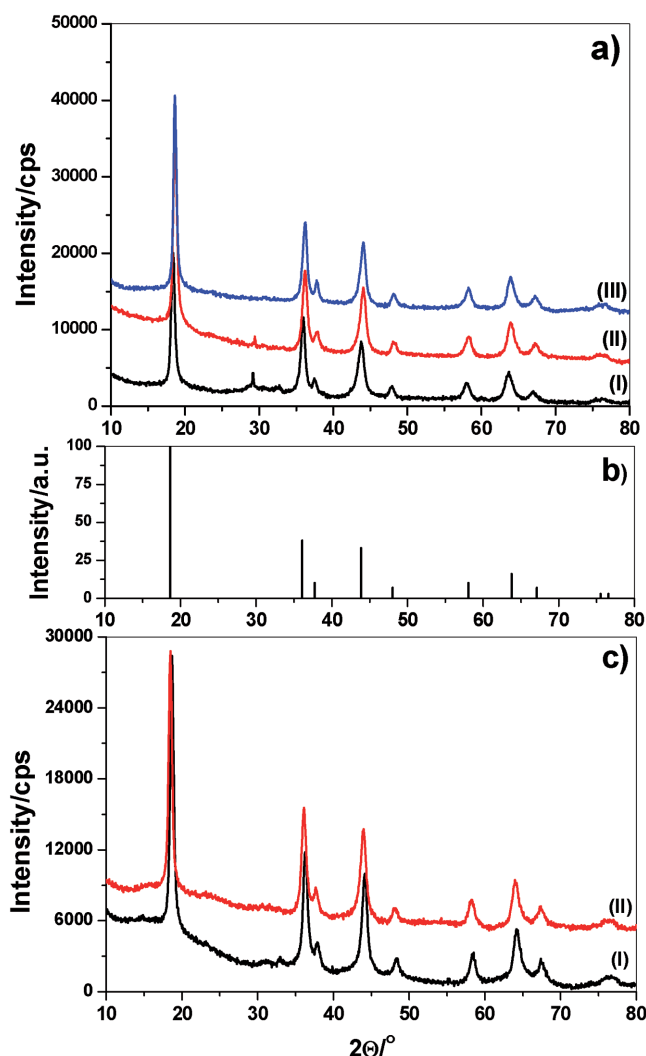 50000
a)
40000
30000
20000
10000
0
Intensity/cps
(III)
(II)
(I)
10 20 30 40 50 60 70 80
100
b)
75
50
25
0
Intensity/a.u.
10 20 30 40 50 60 70 80
30000
c)
24000
18000
12000
6000
0
Intensity/cps
(II)
(I)
10 20 30 40 50 60 70 80
2Θ/°